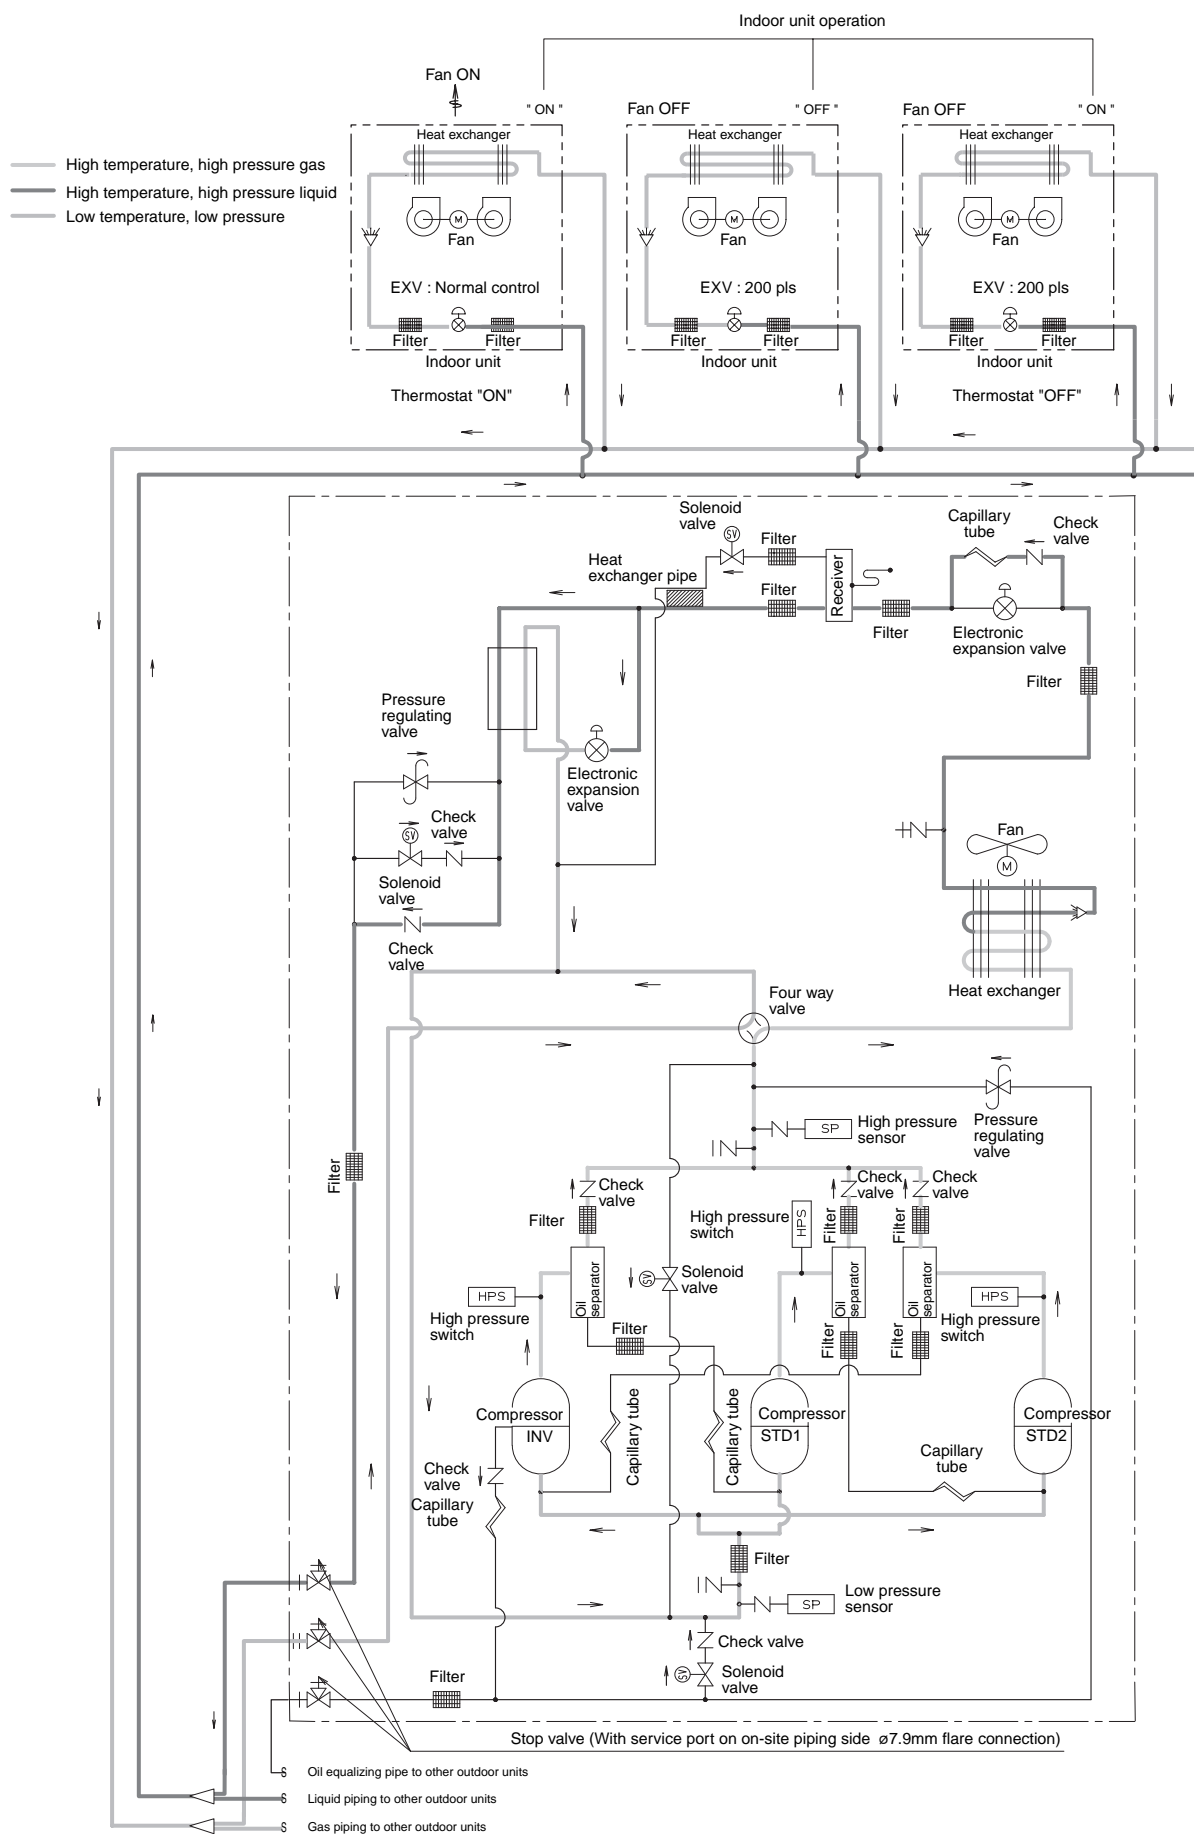 Indoor unit operation
Fan ON
" ON "
Fan OFF
" OFF "
Fan OFF
" ON "
Heat exchanger
Heat exchanger
Heat exchanger
High temperature, high pressure gas
High temperature, high pressure liquid
Low temperature, low pressure
M
M
M
Fan
Fan
Fan
EXV : Normal control
EXV : 200 pls
EXV : 200 pls
Filter
Filter
Filter
Filter
Filter
Filter
Indoor unit
Indoor unit
Indoor unit
Thermostat "ON"
Thermostat "OFF"
Solenoid
valve
SV
Filter
Capillary
tube
Check
valve
Heat
exchanger pipe
Filter
Receiver
Filter
Electronic
expansion valve
Filter
Pressure
regulating
valve
Electronic
expansion
valve
Check
valve
SV
Solenoid
valve
Fan
M
Check
valve
Heat exchanger
Four way
valve
High pressure
sensor
SP
Pressure
regulating
valve
Filter
Check
valve
Check
valve
Check
valve
Filter
High pressure
switch
HPS
Filter
Filter
Oil
separator
SV
Solenoid
valve
Oil
separator
Oil
separator
HPS
High pressure
switch
HPS
High pressure
switch
Filter
Filter
Filter
Compressor
INV
Capillary tube
Capillary tube
Compressor
STD1
Compressor
STD2
Check
valve
Capillary
tube
Capillary
tube
Filter
Low pressure
sensor
SP
Check valve
SV
Solenoid
valve
Filter
Stop valve (With service port on on-site piping side ø7.9mm flare connection)
Oil equalizing pipe to other outdoor units
Liquid piping to other outdoor units
Gas piping to other outdoor units